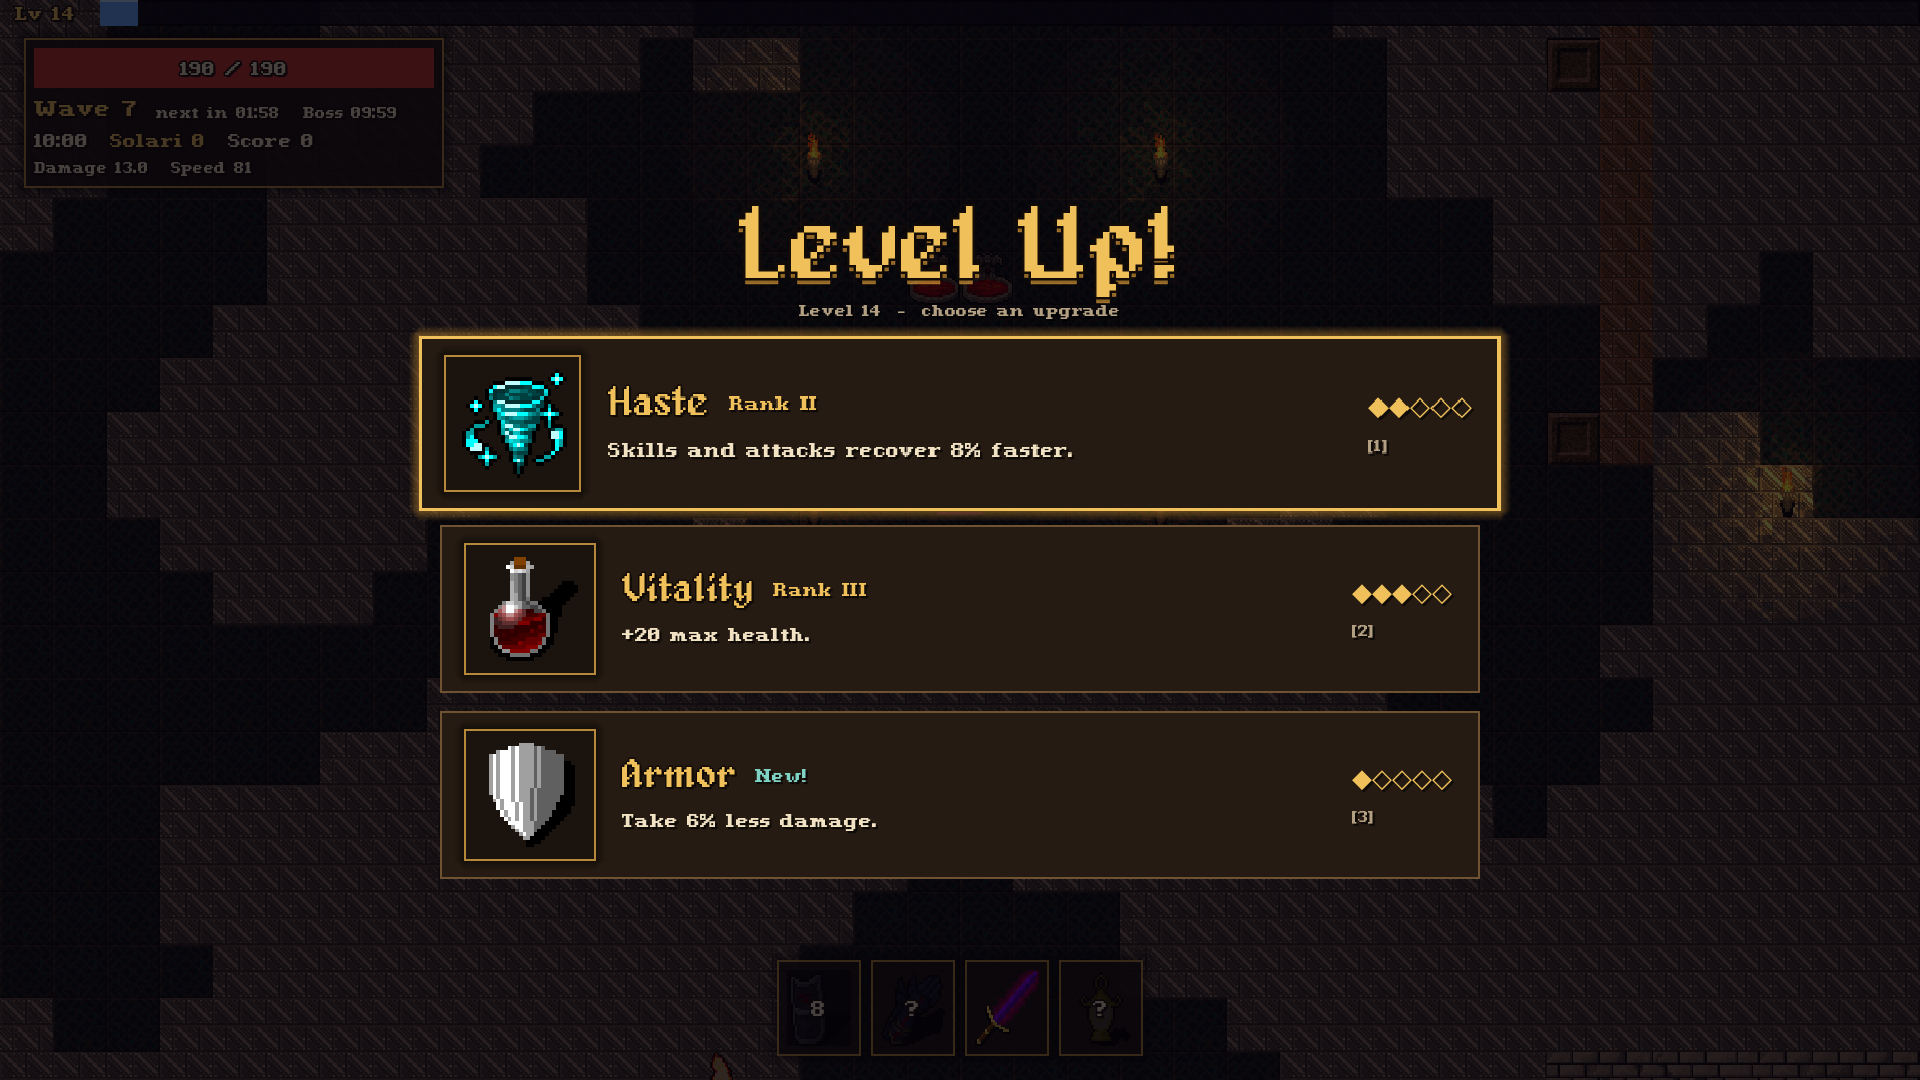 Lv 14
190 / 190
Wave 7 next in 01:58 Boss 09:59
10:00 Solari 0 Score 0
Damage 13.0 Speed 81
Level Up!
Level 14 - choose an upgrade
Haste Rank II
Skills and attacks recover 8% faster.
[1]
Vitality Rank III
+20 max health.
[2]
Armor New!
Take 6% less damage.
[3]
8 ? ?